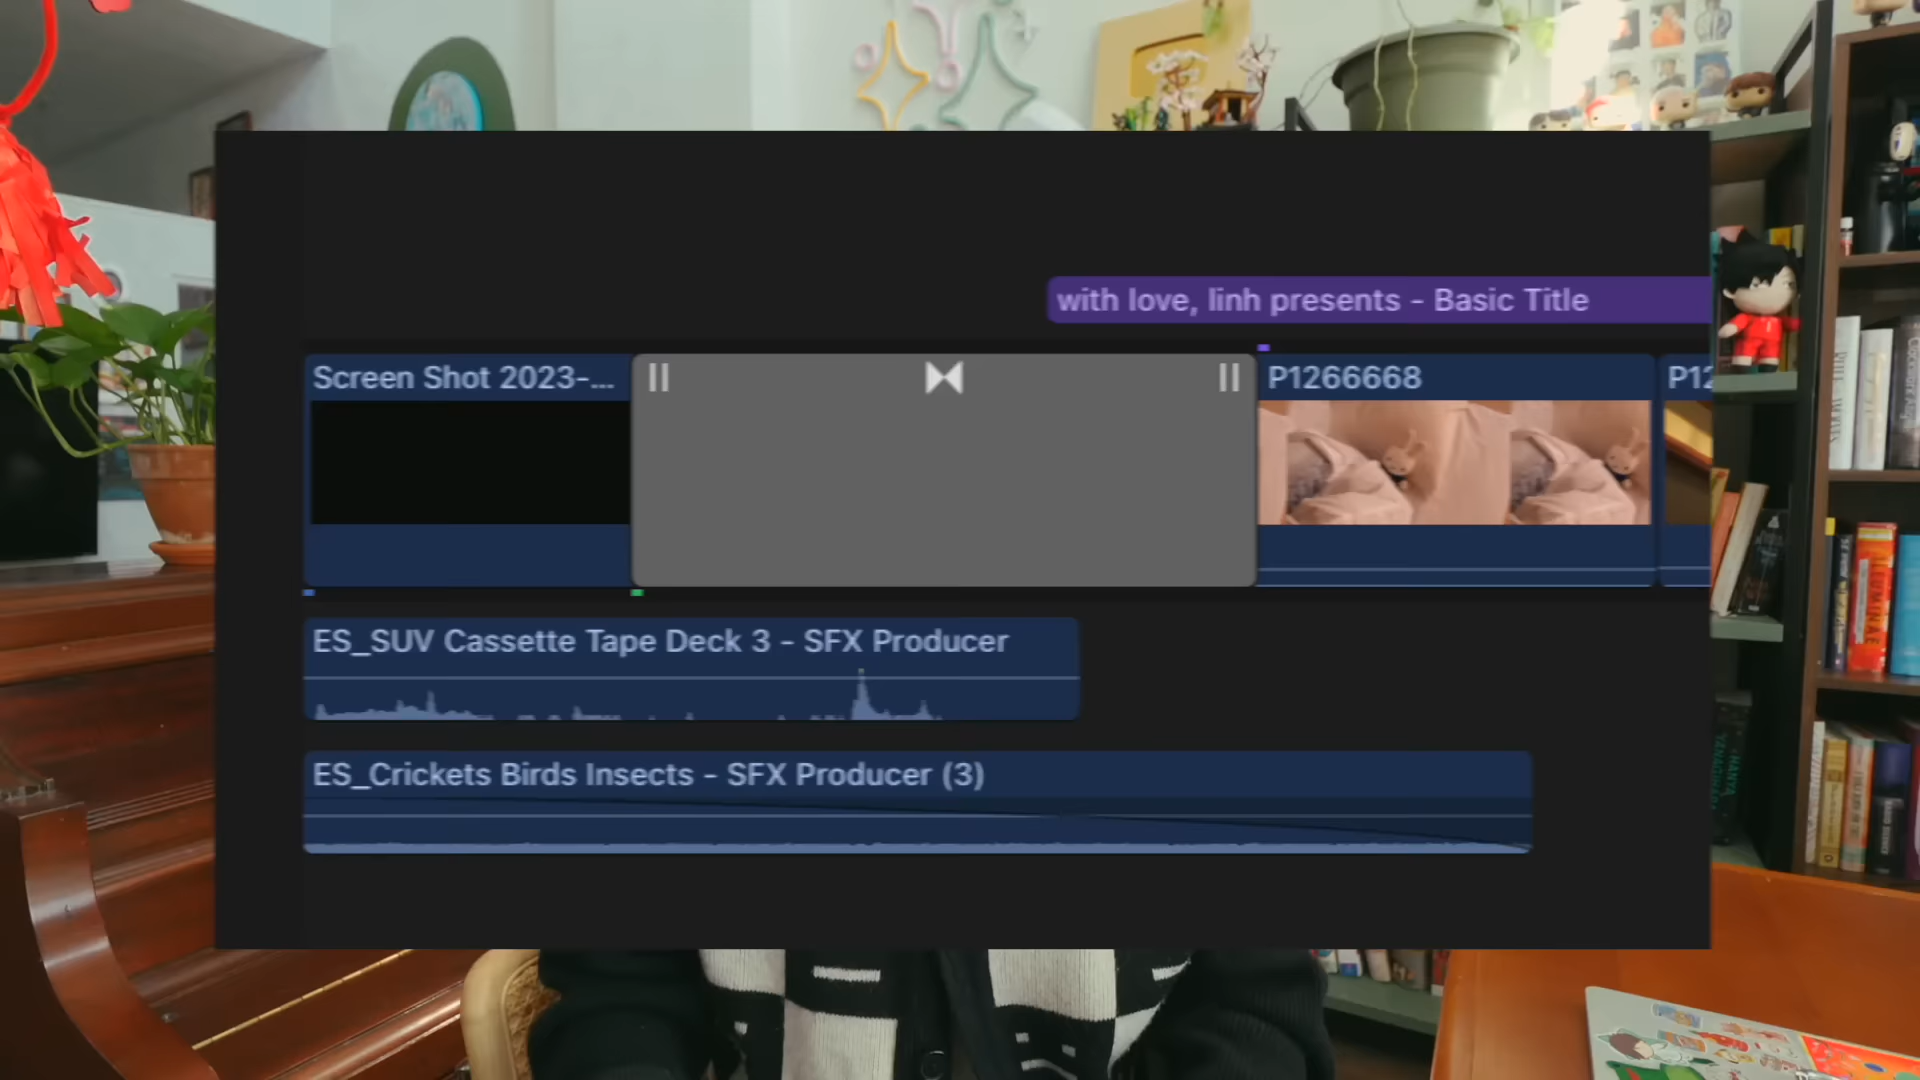 with love, linh presents - Basic Title
Screen Shot 2023-...
P1266668
P12
ES_SUV Cassette Tape Deck 3 - SFX Producer
ES_Crickets Birds Insects - SFX Producer (3)